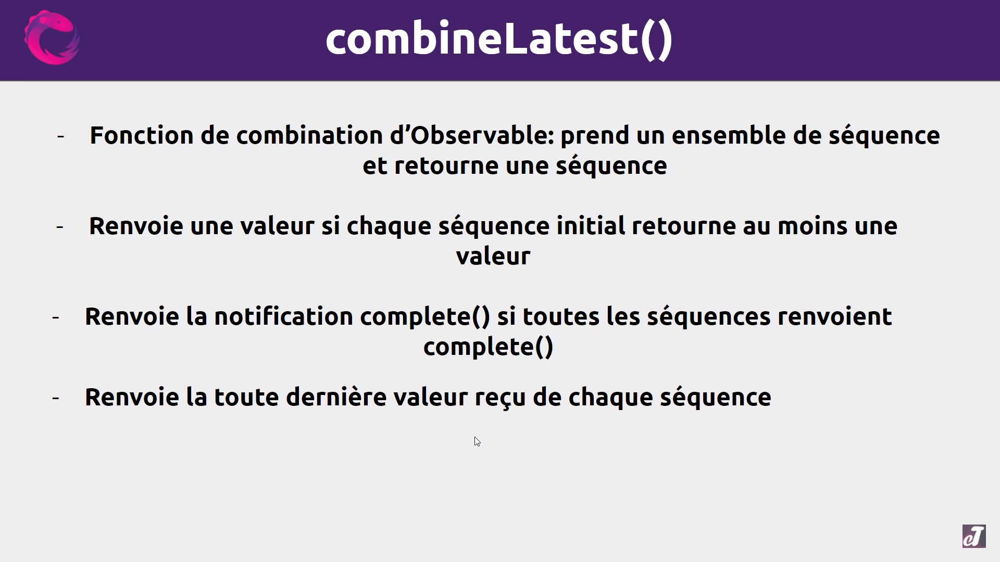 combineLatest()
- Fonction de combination d’Observable: prend un ensemble de séquence
et retourne une séquence
- Renvoie une valeur si chaque séquence initial retourne au moins une
valeur
- Renvoie la notification complete() si toutes les séquences renvoient
complete()
- Renvoie la toute dernière valeur reçu de chaque séquence
eT